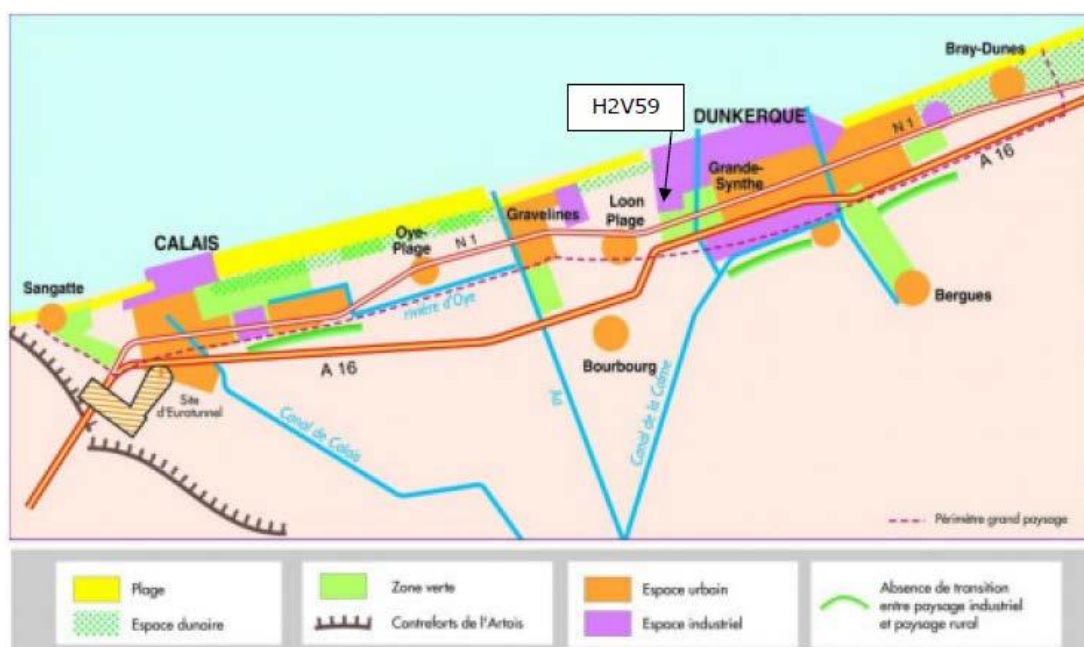 Bray-Dunes
H2V59
DUNKERQUE
N 1
A 16
Grande-
Synthe
Loon
Plage
Gravelines
Oye-
Plage
N 1
CALAIS
Sangatte
rivière d'Oye
Bergues
A 16
Bourbourg
Site
d'Eurotunnel
Canal de Calais
Canal de la Colme
Périmètre grand paysage
Plage
Espace dunaire
Zone verte
Contreforts de l'Artois
Espace urbain
Espace industriel
Absence de transition
entre paysage industriel
et paysage rural